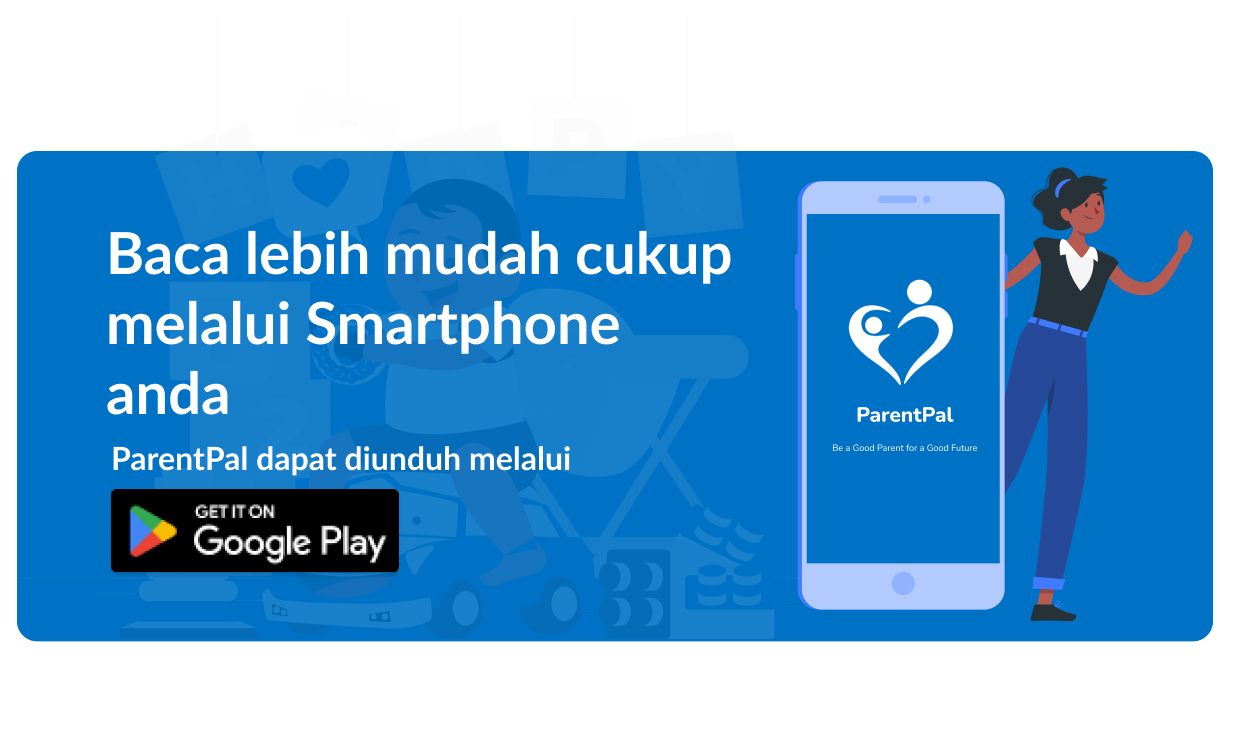 HAPPY
Baca lebih mudah cukup
melalui Smartphone
anda
ParentPal dapat diunduh melalui
GET IT ON
Google Play
ParentPal
Be a Good Parent for a Good Future